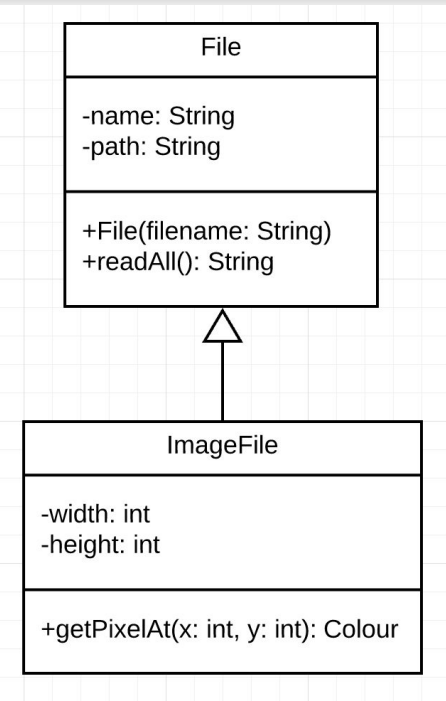 File
-name: String
-path: String
+File(filename: String)
+readAll(): String
ImageFile
-width: int
-height: int
+getPixelAt(x: int, y: int): Colour